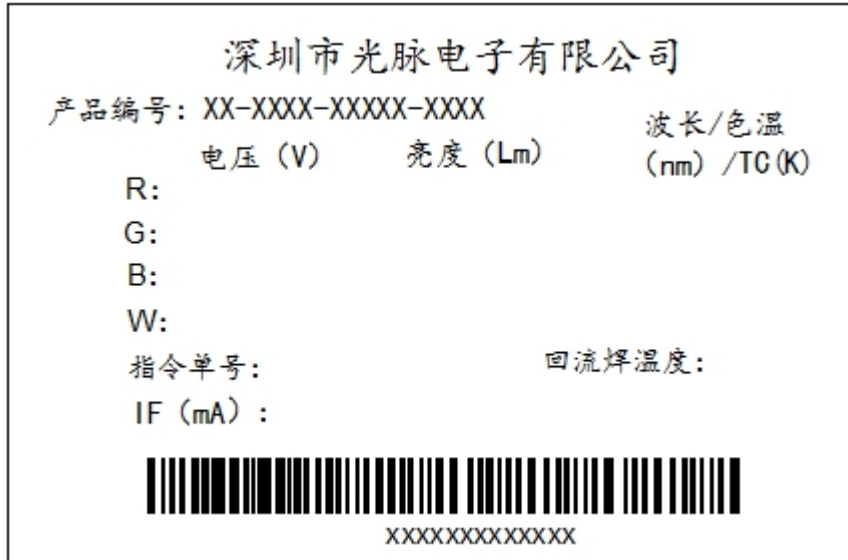 深圳市光脉电子有限公司
产品编号: XX-XXXX-XXXXX-XXXX
电压 (V) 亮度 (Lm) 波长/色温 (nm) /TC(K)
R:
G:
B:
W:
指令单号: 回流焊温度:
IF (mA) :
XXXXXXXXXXXXX